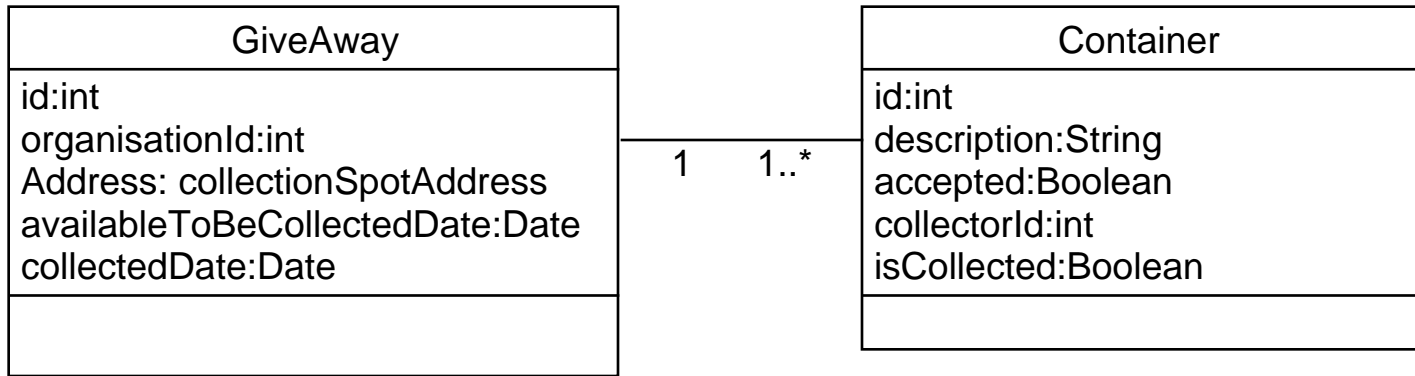 GiveAway
id:int
organisationId:int
Address: collectionSpotAddress
availableToBeCollectedDate:Date
collectedDate:Date
1
1..*
Container
id:int
description:String
accepted:Boolean
collectorId:int
isCollected:Boolean